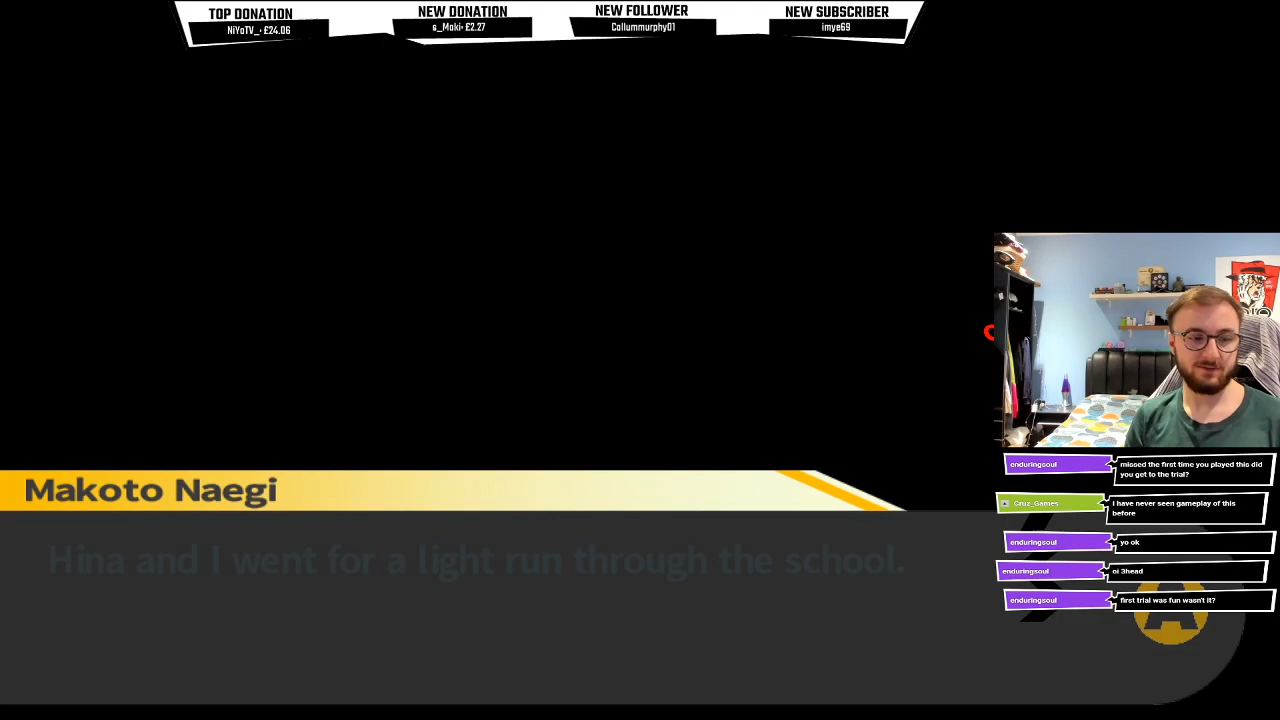 TOP DONATION
NiYoTV_• £24.06
NEW DONATION
s_Maki• £2.27
NEW FOLLOWER
Callummurphy01
NEW SUBSCRIBER
imye69
Makoto Naegi
Hina and I went for a light run through the school.
enduringsoul
missed the first time you played this did
you get to the trial?
Cruz_Games
I have never seen gameplay of this
before
enduringsoul
yo ok
enduringsoul
oi 3head
enduringsoul
first trial was fun wasn't it?